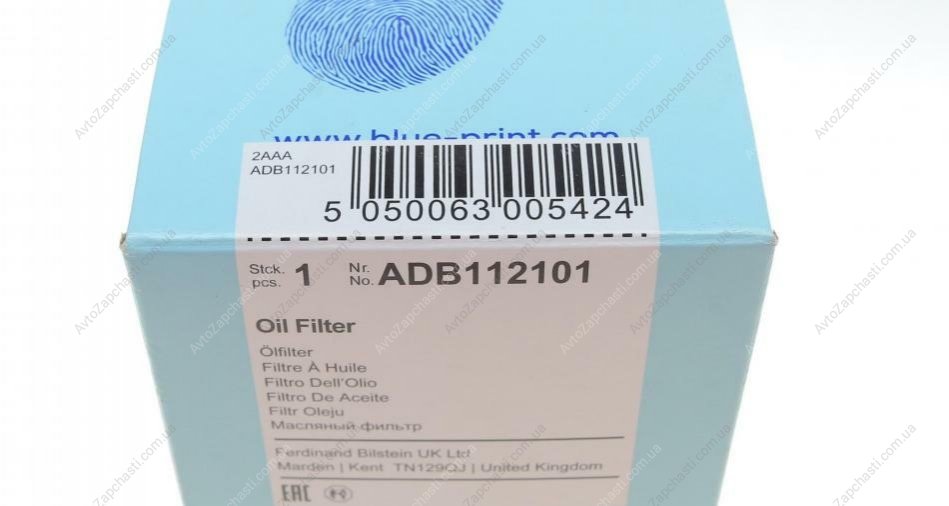 www.blue-print.com
2AAA
ADB112101
5 050063 005424
Stck. pcs. 1 Nr. No. ADB112101
Oil Filter
Ölfilter
Filtre À Huile
Filtro Dell'Olio
Filtro De Aceite
Filtr Oleju
Масляный фильтр
Ferdinand Bilstein UK Ltd
Marden | Kent TN129QJ | United Kingdom
EAC
AvtoZapchasti.com.ua